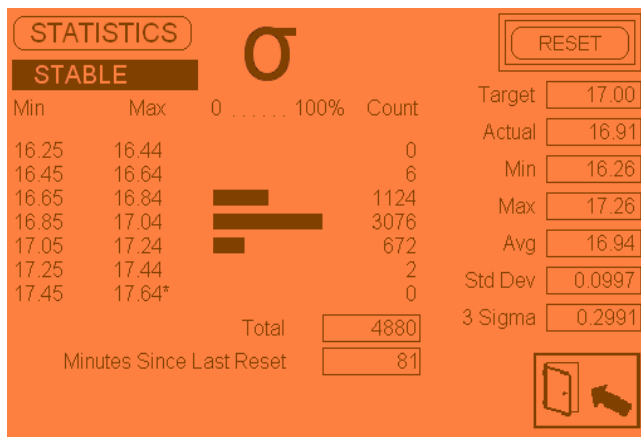 STATISTICS
σ
RESET
STABLE
Min Max 0 ...... 100% Count
16.25 16.44 0
16.45 16.64 6
16.65 16.84 1124
16.85 17.04 3076
17.05 17.24 672
17.25 17.44 2
17.45 17.64* 0
Total 4880
Minutes Since Last Reset 81
Target 17.00
Actual 16.91
Min 16.26
Max 17.26
Avg 16.94
Std Dev 0.0997
3 Sigma 0.2991